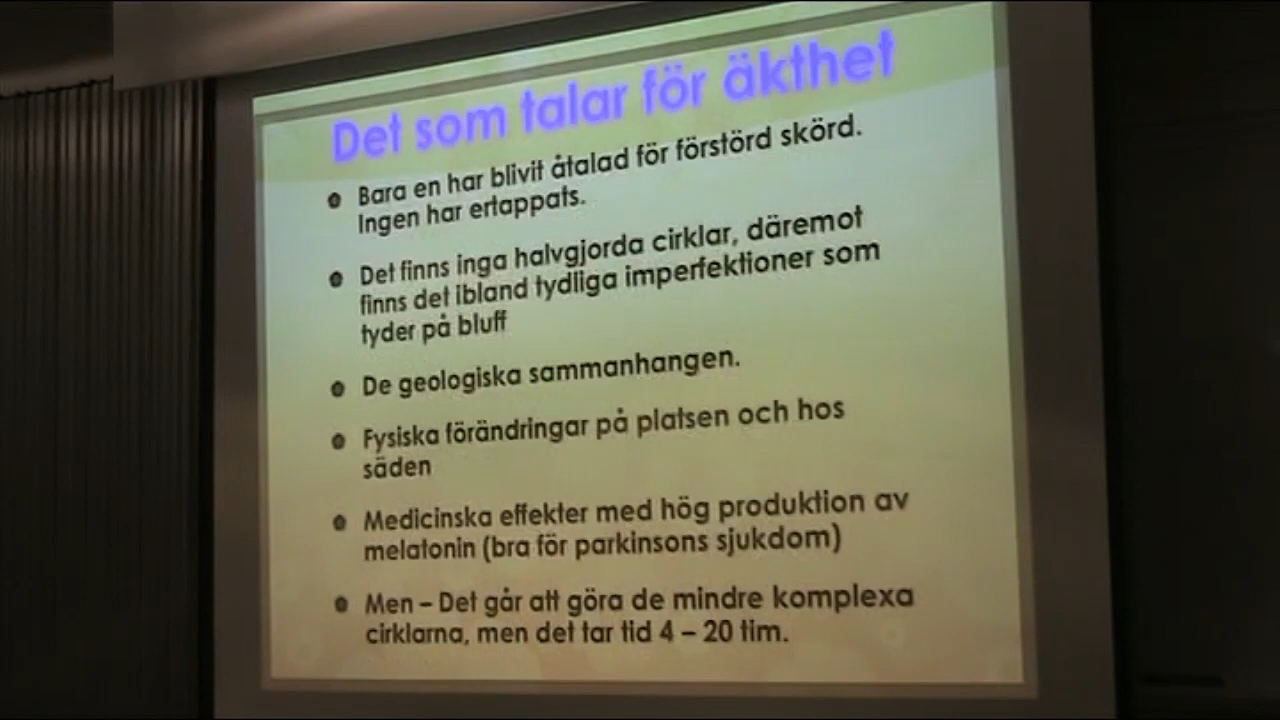 Det som talar för äkthet
Bara en har blivit åtalad för förstörd skörd.
Ingen har ertappats.
Det finns inga halvgjorda cirklar, däremot
finns det ibland tydliga imperfektioner som
tyder på bluff
De geologiska sammanhangen.
Fysiska förändringar på platsen och hos
säden
Medicinska effekter med hög produktion av
melatonin (bra för parkinsons sjukdom)
Men – Det går att göra de mindre komplexa
cirklarna, men det tar tid 4 – 20 tim.